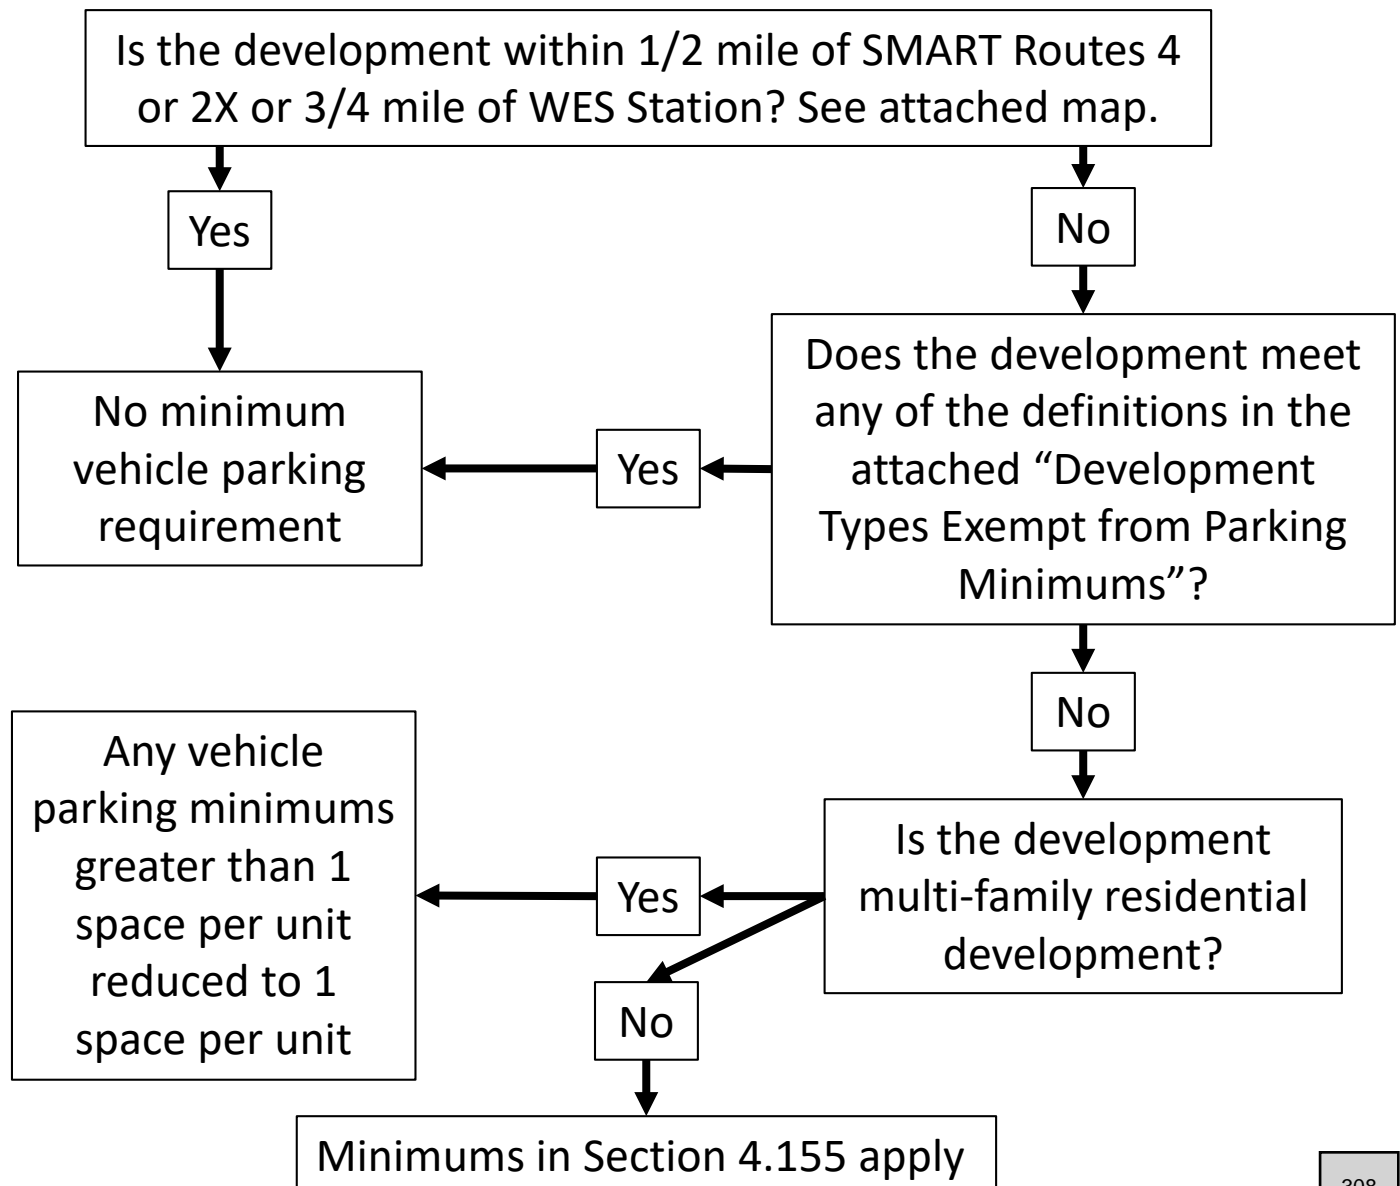 Is the development within 1/2 mile of SMART Routes 4
or 2X or 3/4 mile of WES Station? See attached map.
Yes
No
No minimum
vehicle parking
requirement
Yes
Does the development meet
any of the definitions in the
attached “Development
Types Exempt from Parking
Minimums”?
No
Any vehicle
parking minimums
greater than 1
space per unit
reduced to 1
space per unit
Yes
Is the development
multi-family residential
development?
No
Minimums in Section 4.155 apply
308